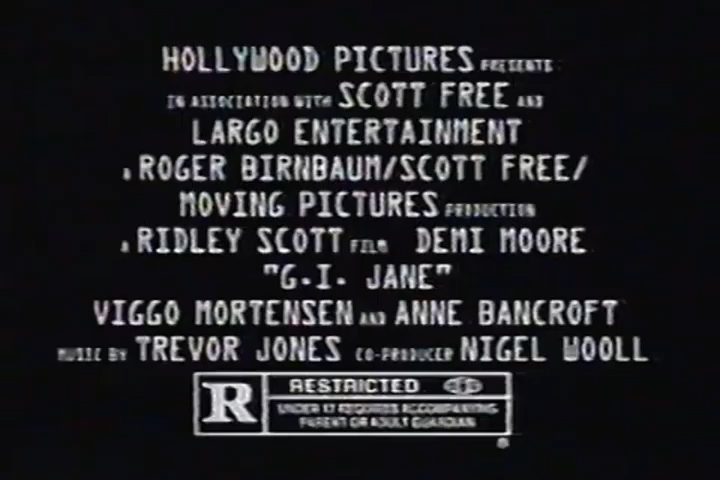 HOLLYWOOD PICTURES PRESENTS
IN ASSOCIATION WITH SCOTT FREE AND
LARGO ENTERTAINMENT
A ROGER BIRNBAUM/SCOTT FREE/
MOVING PICTURES PRODUCTION
A RIDLEY SCOTT FILM DEMI MOORE
"G.I. JANE"
VIGGO MORTENSEN AND ANNE BANCROFT
MUSIC BY TREVOR JONES CO-PRODUCER NIGEL WOOLL
R RESTRICTED
UNDER 17 REQUIRES ACCOMPANYING
PARENT OR ADULT GUARDIAN